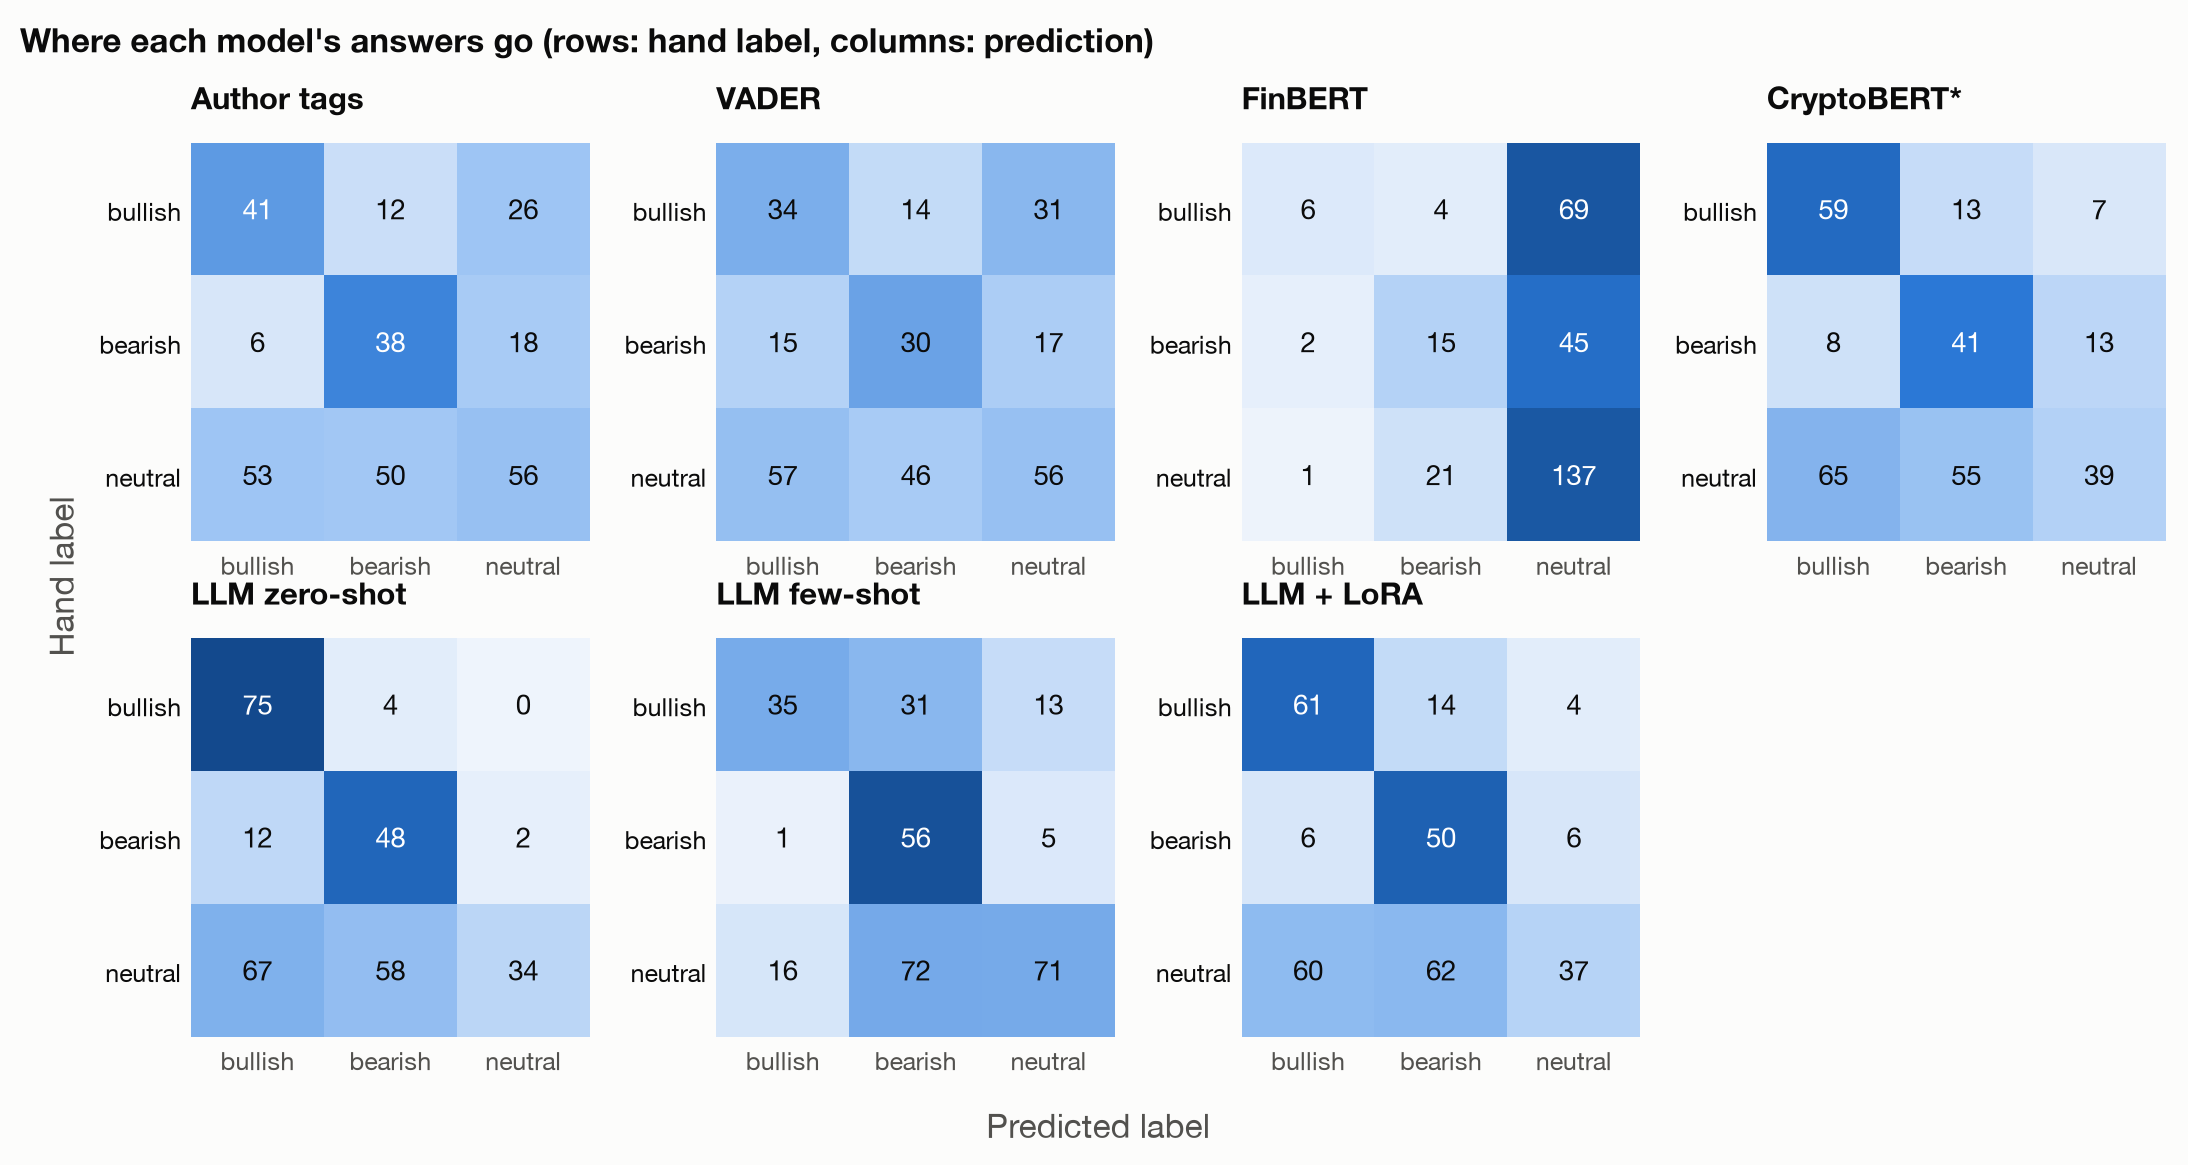 Where each model's answers go (rows: hand label, columns: prediction)
Author tags
bullish 41 12 26
bearish 6 38 18
neutral 53 50 56
bullish bearish neutral
VADER
bullish 34 14 31
bearish 15 30 17
neutral 57 46 56
bullish bearish neutral
FinBERT
bullish 6 4 69
bearish 2 15 45
neutral 1 21 137
bullish bearish neutral
CryptoBERT*
bullish 59 13 7
bearish 8 41 13
neutral 65 55 39
bullish bearish neutral
Hand label
LLM zero-shot
bullish 75 4 0
bearish 12 48 2
neutral 67 58 34
bullish bearish neutral
LLM few-shot
bullish 35 31 13
bearish 1 56 5
neutral 16 72 71
bullish bearish neutral
LLM + LoRA
bullish 61 14 4
bearish 6 50 6
neutral 60 62 37
bullish bearish neutral
Predicted label